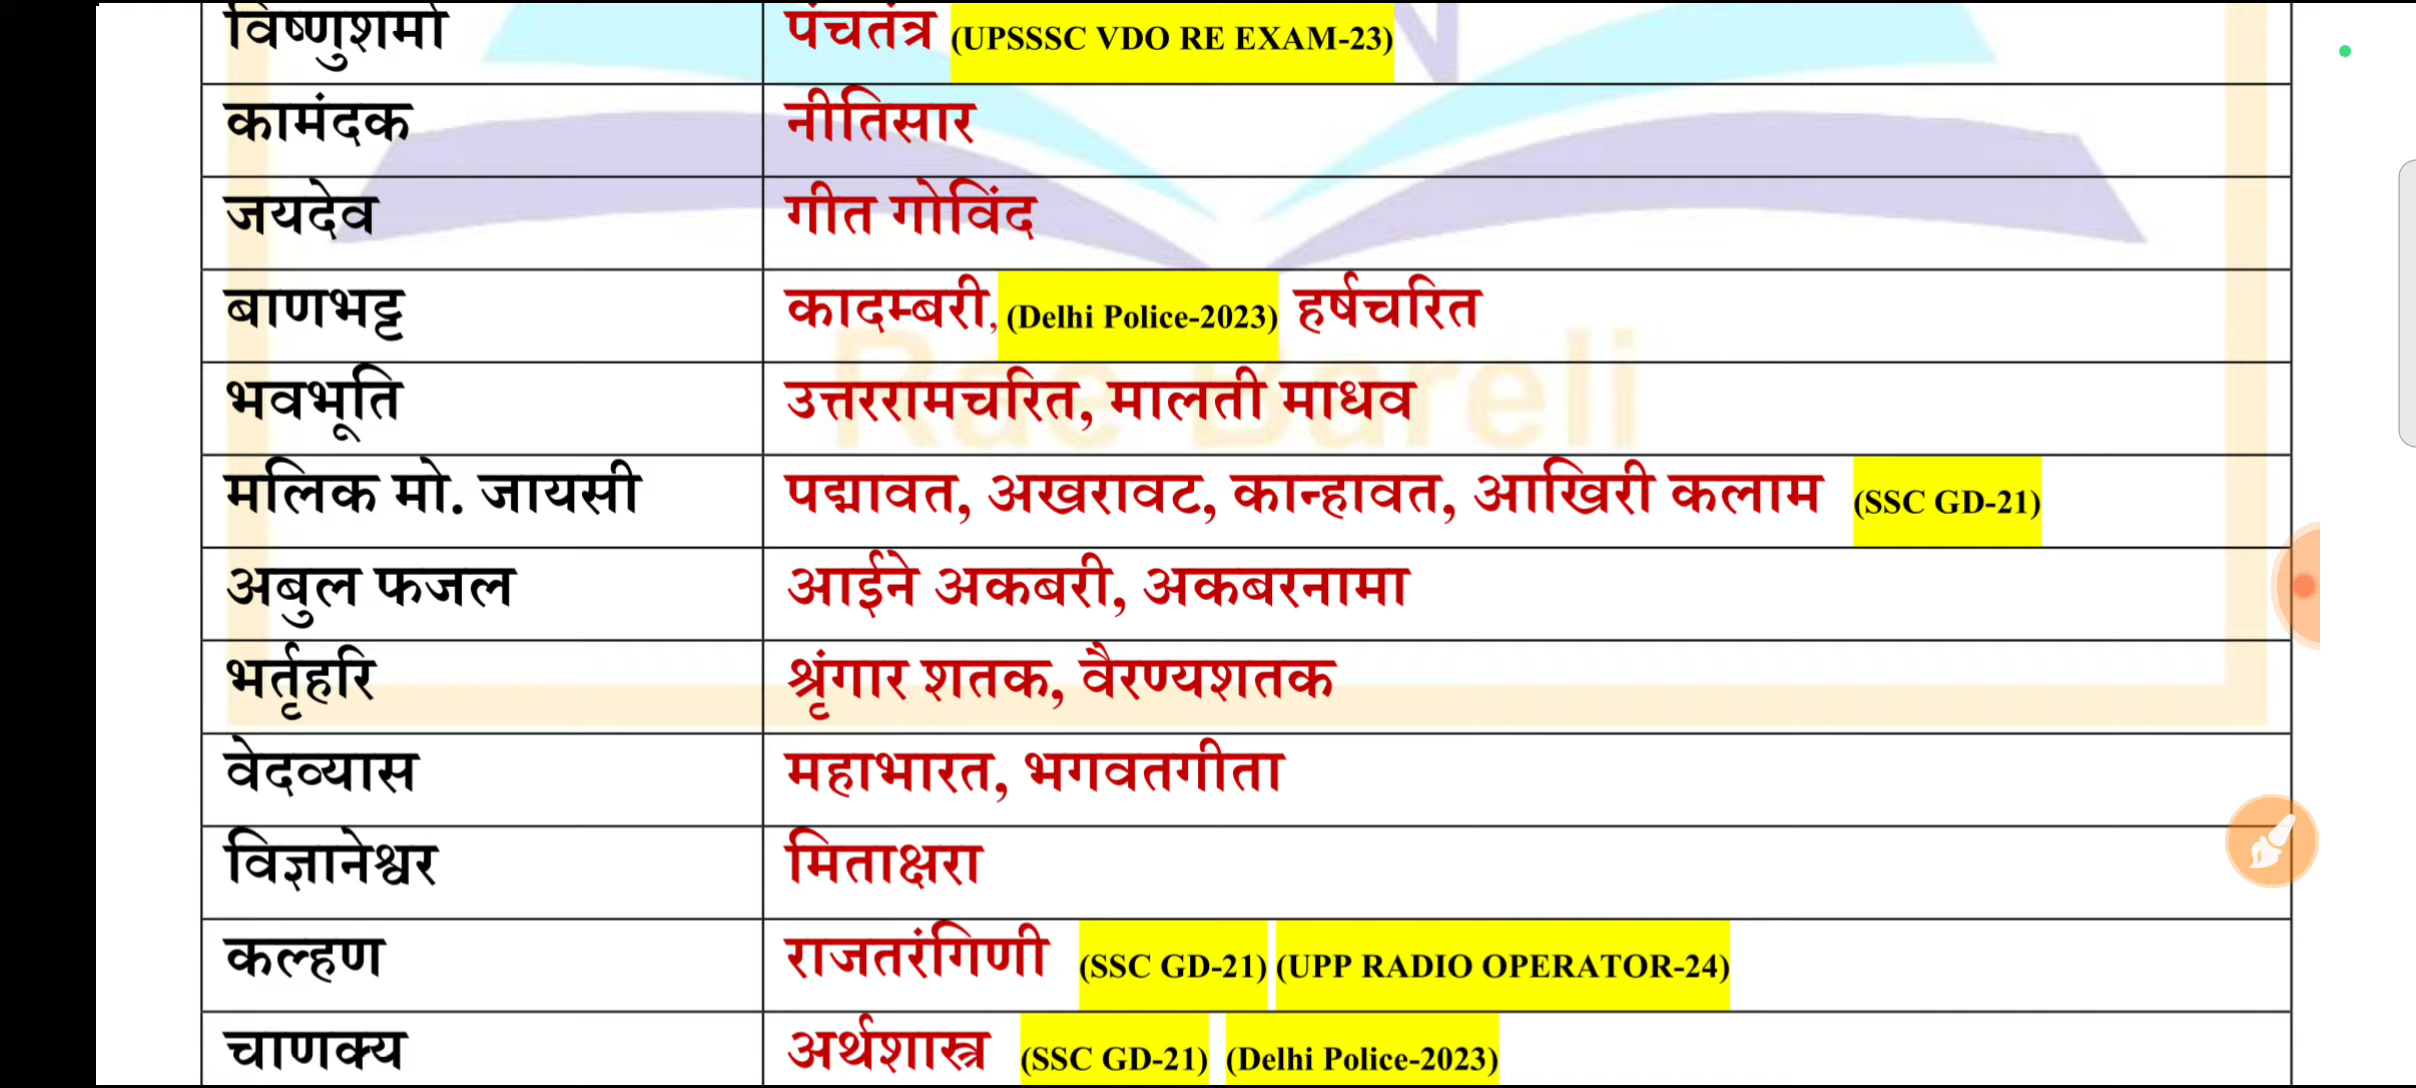 विष्णुशर्मा पंचतंत्र (UPSSSC VDO RE EXAM-23)
कामंदक नीतिसार
जयदेव गीत गोविंद
बाणभट्ट कादम्बरी, (Delhi Police-2023) हर्षचरित
Rae Bareli
भवभूति उत्तररामचरित, मालती माधव
मलिक मो. जायसी पद्मावत, अखरावट, कान्हावत, आखिरी कलाम (SSC GD-21)
अबुल फजल आईने अकबरी, अकबरनामा
भर्तृहरि श्रृंगार शतक, वैरण्यशतक
वेदव्यास महाभारत, भगवतगीता
विज्ञानेश्वर मिताक्षरा
कल्हण राजतरंगिणी (SSC GD-21) (UPP RADIO OPERATOR-24)
चाणक्य अर्थशास्त्र (SSC GD-21) (Delhi Police-2023)